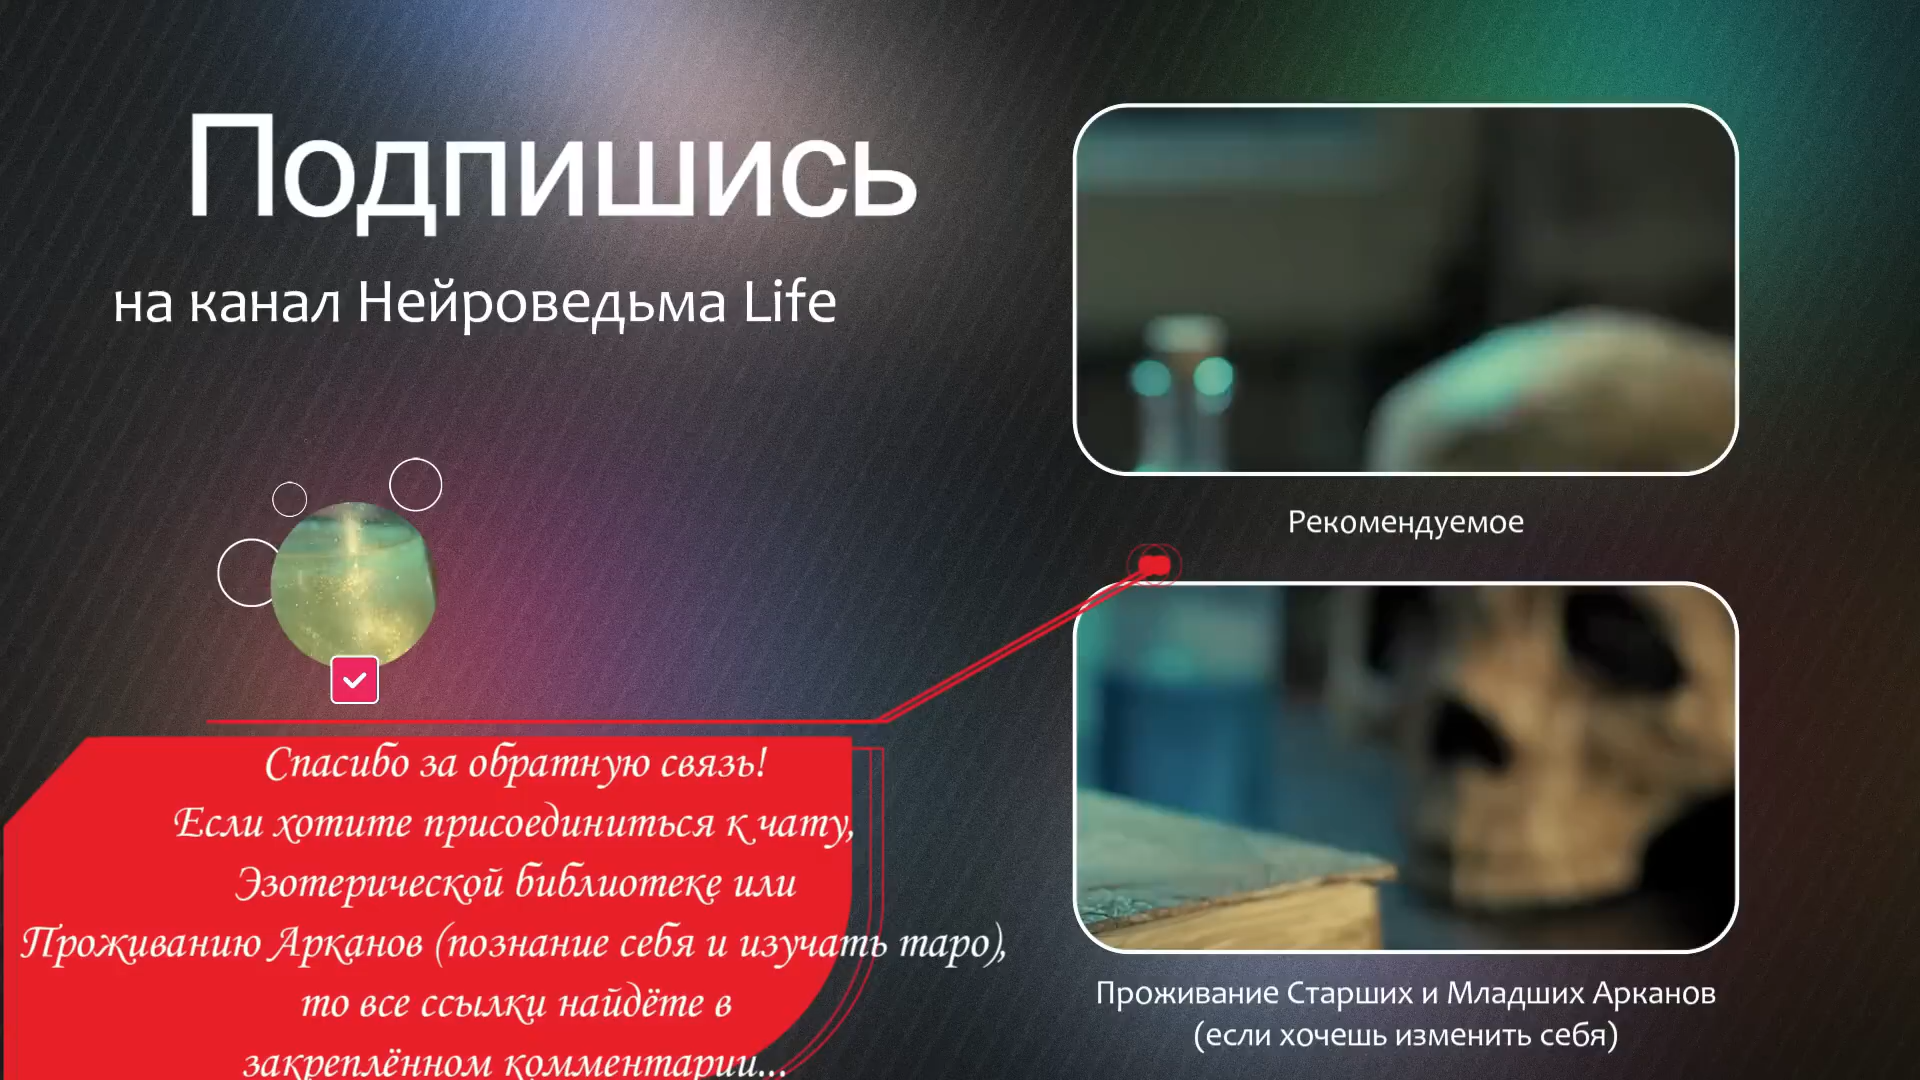 Подпишись
на канал Нейроведьма Life
Рекомендуемое
Спасибо за обратную связь!
Если хотите присоединиться к чату,
Эзотерической библиотеке или
Проживанию Арканов (познание себя и изучать таро),
то все ссылки найдёте в
закреплённом комментарии...
Проживание Старших и Младших Арканов
(если хочешь изменить себя)